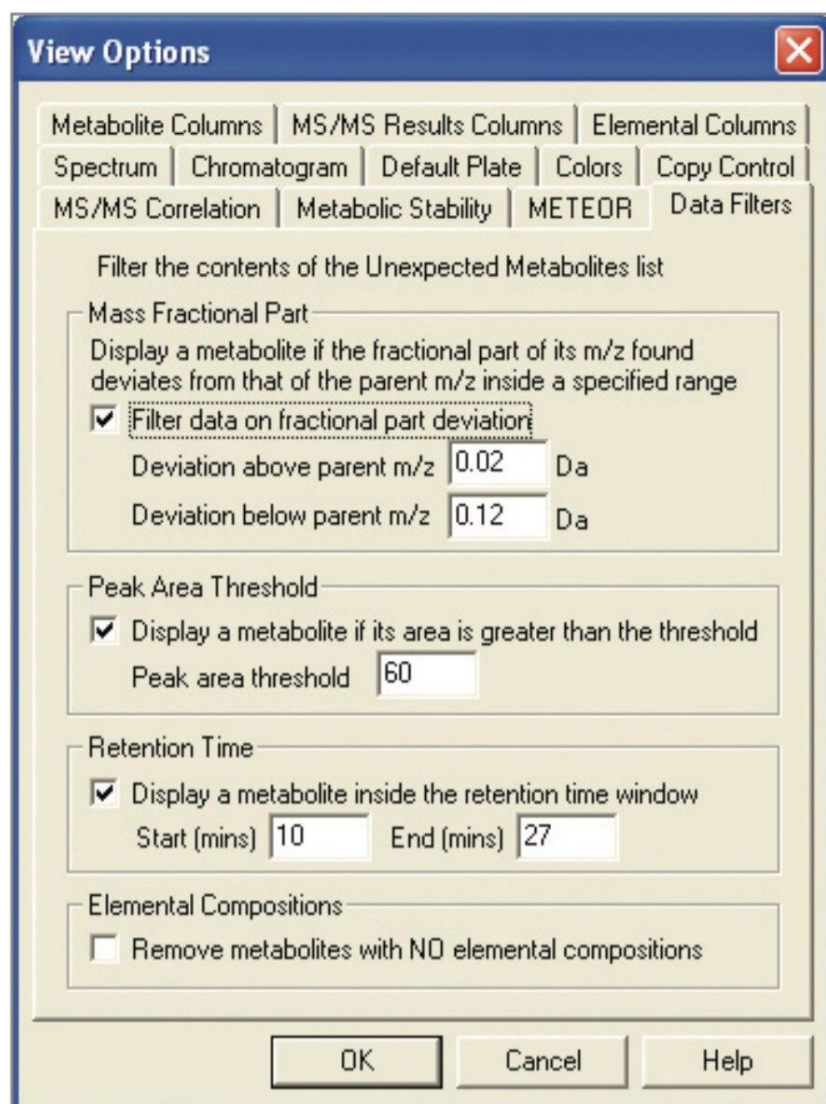 View Options
Metabolite Columns MS/MS Results Columns Elemental Columns
Spectrum Chromatogram Default Plate Colors Copy Control
MS/MS Correlation Metabolic Stability METEOR Data Filters
Filter the contents of the Unexpected Metabolites list
Mass Fractional Part
Display a metabolite if the fractional part of its m/z found
deviates from that of the parent m/z inside a specified range
Filter data on fractional part deviation
Deviation above parent m/z 0.02 Da
Deviation below parent m/z 0.12 Da
Peak Area Threshold
Display a metabolite if its area is greater than the threshold
Peak area threshold 60
Retention Time
Display a metabolite inside the retention time window
Start (mins) 10 End (mins) 27
Elemental Compositions
Remove metabolites with NO elemental compositions
OK Cancel Help